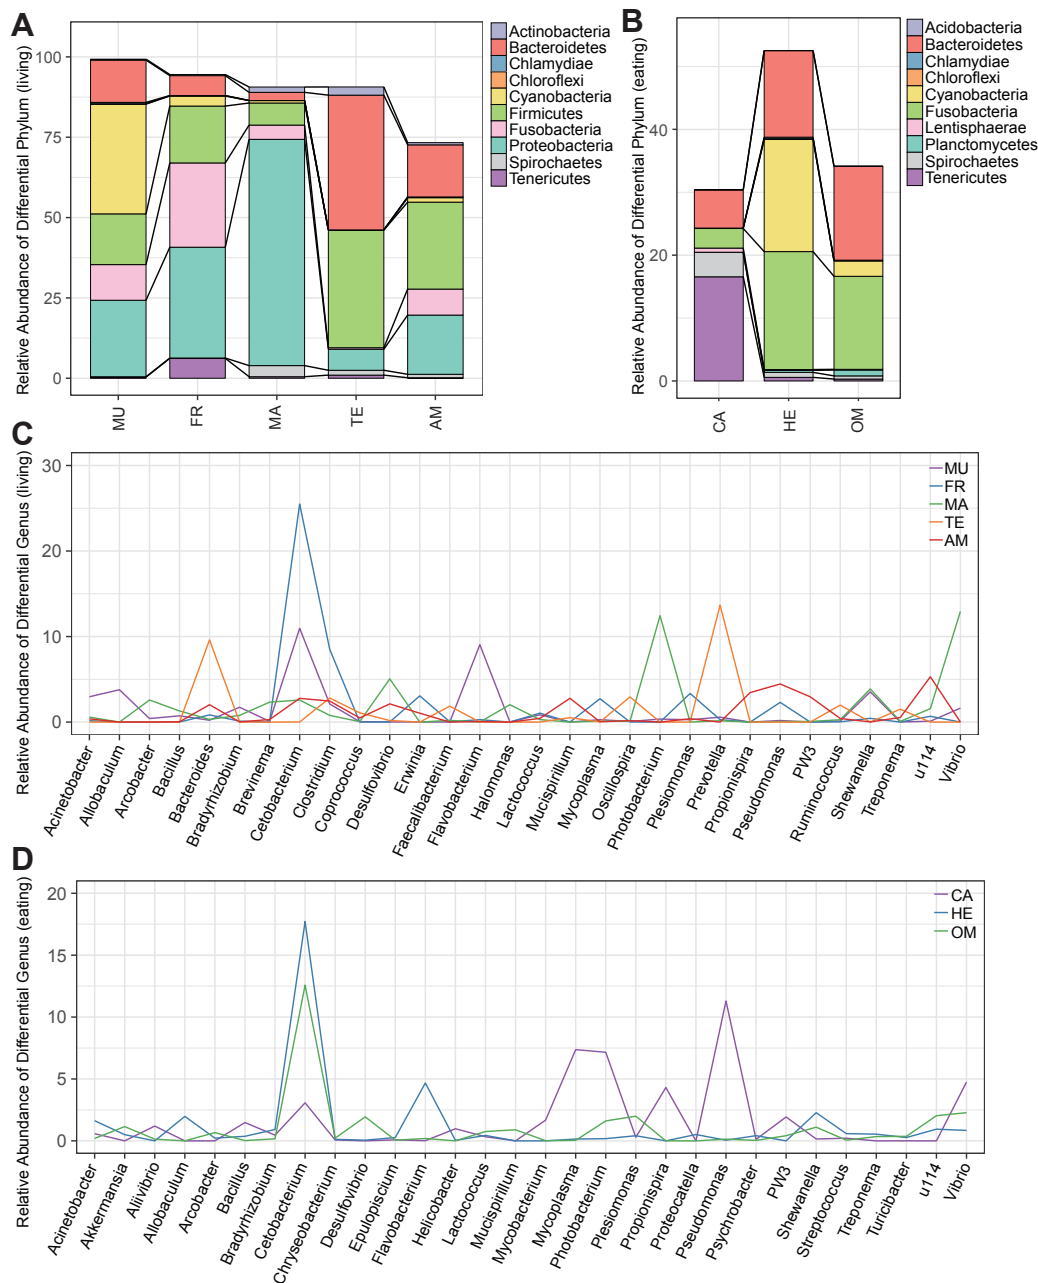 A
Relative Abundance of Differential Phylum (living)
100
75
50
25
0
MU
FR
MA
TE
AM
Actinobacteria
Bacteroidetes
Chlamydiae
Chloroflexi
Cyanobacteria
Firmicutes
Fusobacteria
Proteobacteria
Spirochaetes
Tenericutes
B
Relative Abundance of Differential Phylum (eating)
40
20
0
CA
HE
OM
Acidobacteria
Bacteroidetes
Chlamydiae
Chloroflexi
Cyanobacteria
Fusobacteria
Lentisphaerae
Planctomycetes
Spirochaetes
Tenericutes
C
Relative Abundance of Differential Genus (living)
30
20
10
0
MU
FR
MA
TE
AM
Acinetobacter
Allobaculum
Arcobacter
Bacillus
Bacteroides
Bradyrhizobium
Brevinema
Cetobacterium
Clostridium
Coprococcus
Desulfovibrio
Erwinia
Faecalibacterium
Flavobacterium
Halomonas
Lactococcus
Mucispirillum
Mycoplasma
Oscillospira
Photobacterium
Plesiomonas
Prevotella
Propionispira
Pseudomonas
PW3
Ruminococcus
Shewanella
Treponema
u114
Vibrio
D
Relative Abundance of Differential Genus (eating)
20
15
10
5
0
CA
HE
OM
Acinetobacter
Akkermansia
Aliivibrio
Allobaculum
Arcobacter
Bacillus
Bradyrhizobium
Cetobacterium
Chryseobacterium
Desulfovibrio
Epulopiscium
Flavobacterium
Helicobacter
Lactococcus
Mucispirillum
Mycobacterium
Mycoplasma
Photobacterium
Plesiomonas
Propionispira
Proteocatella
Pseudomonas
Psychrobacter
PW3
Shewanella
Streptococcus
Treponema
Turicibacter
u114
Vibrio